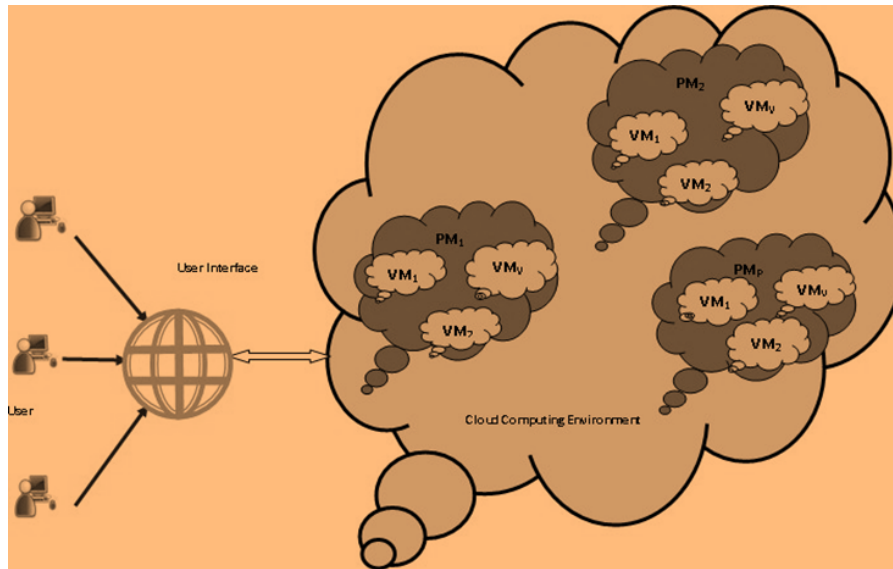 PM₂
VMᵥ
VM₁
VM₂
PM₁
VM₁
VMᵥ
VM₂
User Interface
PMₚ
VM₁
VMᵥ
VM₂
User
Cloud Computing Environment